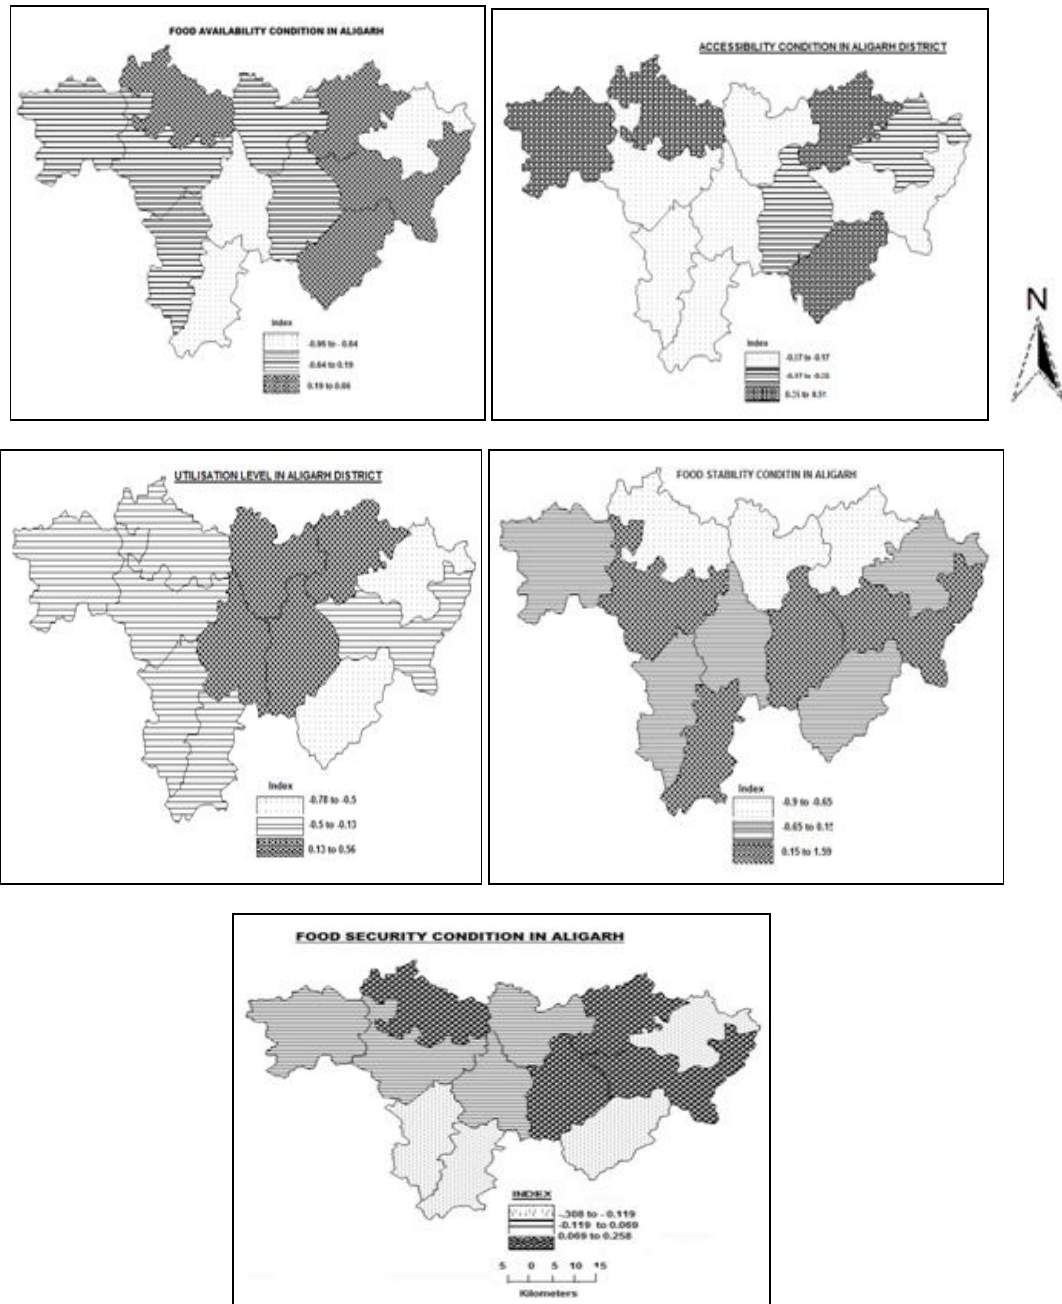 FOOD AVAILABILITY CONDITION IN ALIGARH
Index
-0.64 to 0.19
ACCESSIBILITY CONDITION IN ALIGARH DISTRICT
Index
N
UTILISATION LEVEL IN ALIGARH DISTRICT
Index
-0.78 to -0.5
-0.5 to -0.13
0.13 to 0.56
FOOD STABILITY CONDITIN IN ALIGARH
Index
-0.9 to -0.65
-0.65 to 0.15
0.15 to 1.59
FOOD SECURITY CONDITION IN ALIGARH
INDEX
-.308 to - 0.119
-0.119 to 0.069
0.069 to 0.258
5 0 5 10 15
Kilometers